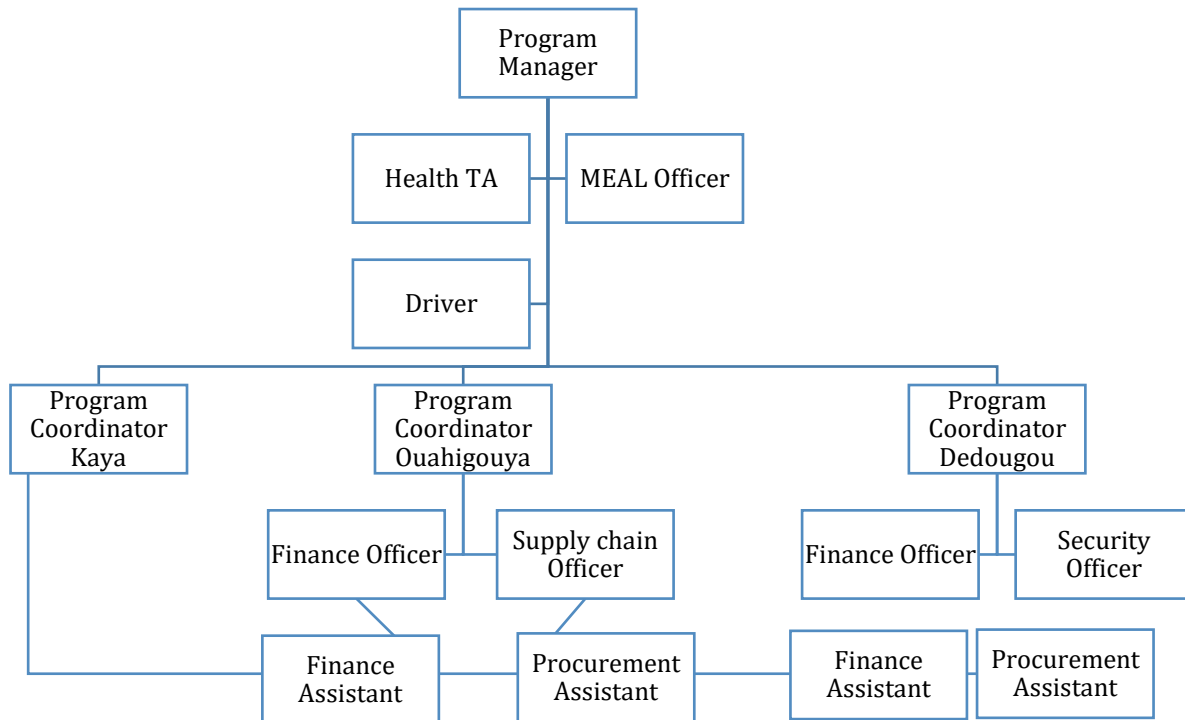 Program
Manager
Health TA
MEAL Officer
Driver
Program
Coordinator
Kaya
Program
Coordinator
Ouahigouya
Program
Coordinator
Dedougou
Finance Officer
Supply chain
Officer
Finance Officer
Security
Officer
Finance
Assistant
Procurement
Assistant
Finance
Assistant
Procurement
Assistant